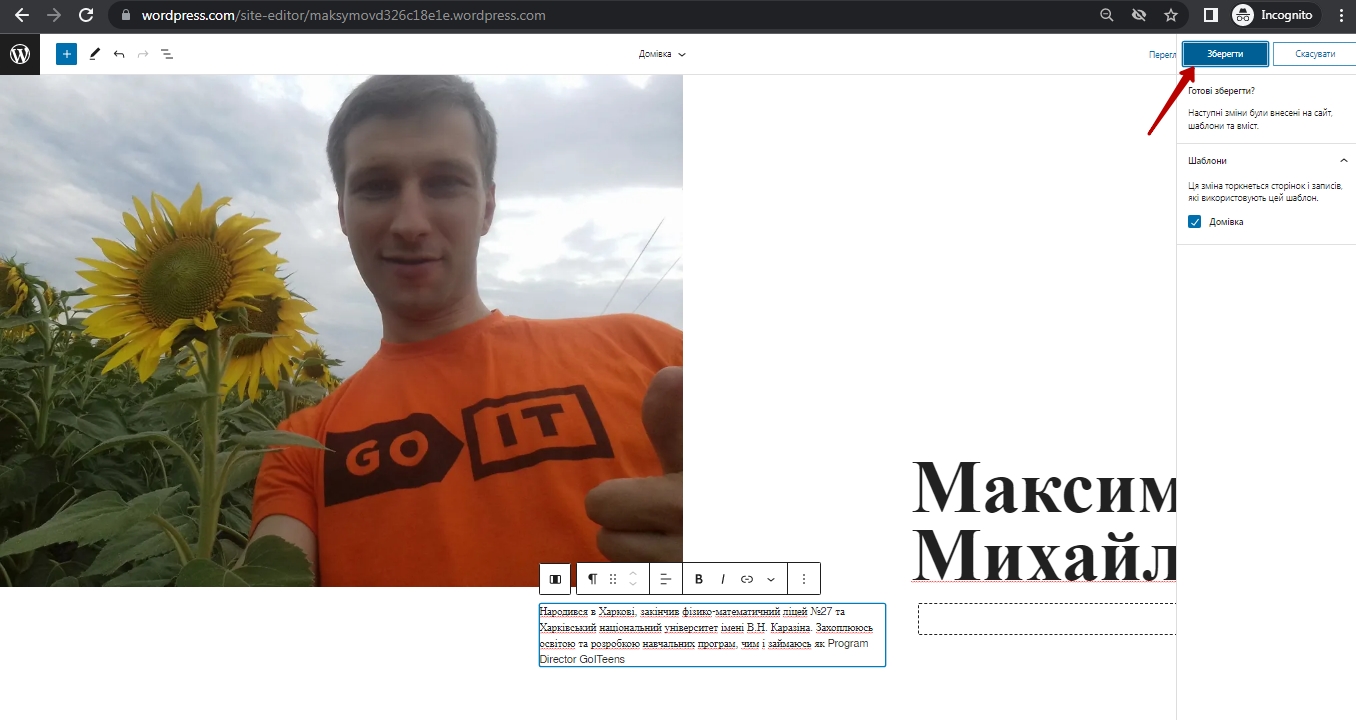 wordpress.com/site-editor/maksymovd326c18e1e.wordpress.com
Incognito
Домівка
Перегл
Зберегти
Скасувати
Готові зберегти?
Наступні зміни були внесені на сайт,
шаблони та вміст.
Шаблони
Ця зміна торкнеться сторінок і записів,
які використовують цей шаблон.
Домівка
GO IT
Максим
Михайл
B I
Народився в Харкові, закінчив фізико-математичний ліцей №27 та
Харківський національний університет імені В.Н. Каразіна. Захоплююсь
освітою та розробкою навчальних програм, чим і займаюсь як Program
Director GoITeens